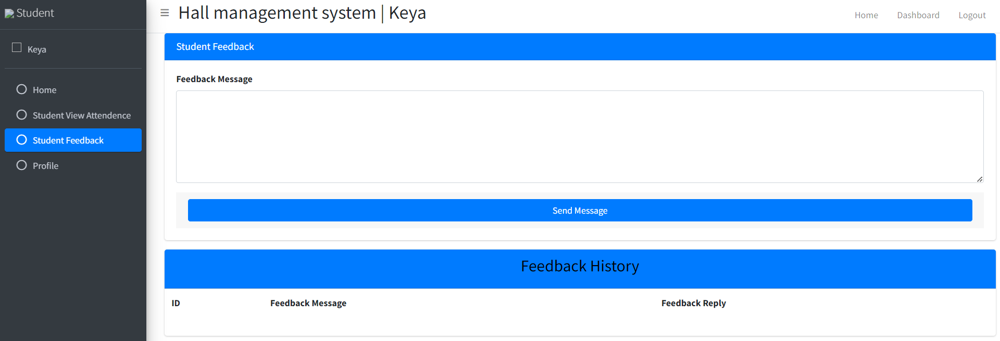 Student
Keya
Home
Student View Attendence
Student Feedback
Profile
Hall management system | Keya
Home Dashboard Logout
Student Feedback
Feedback Message
Send Message
Feedback History
ID Feedback Message Feedback Reply